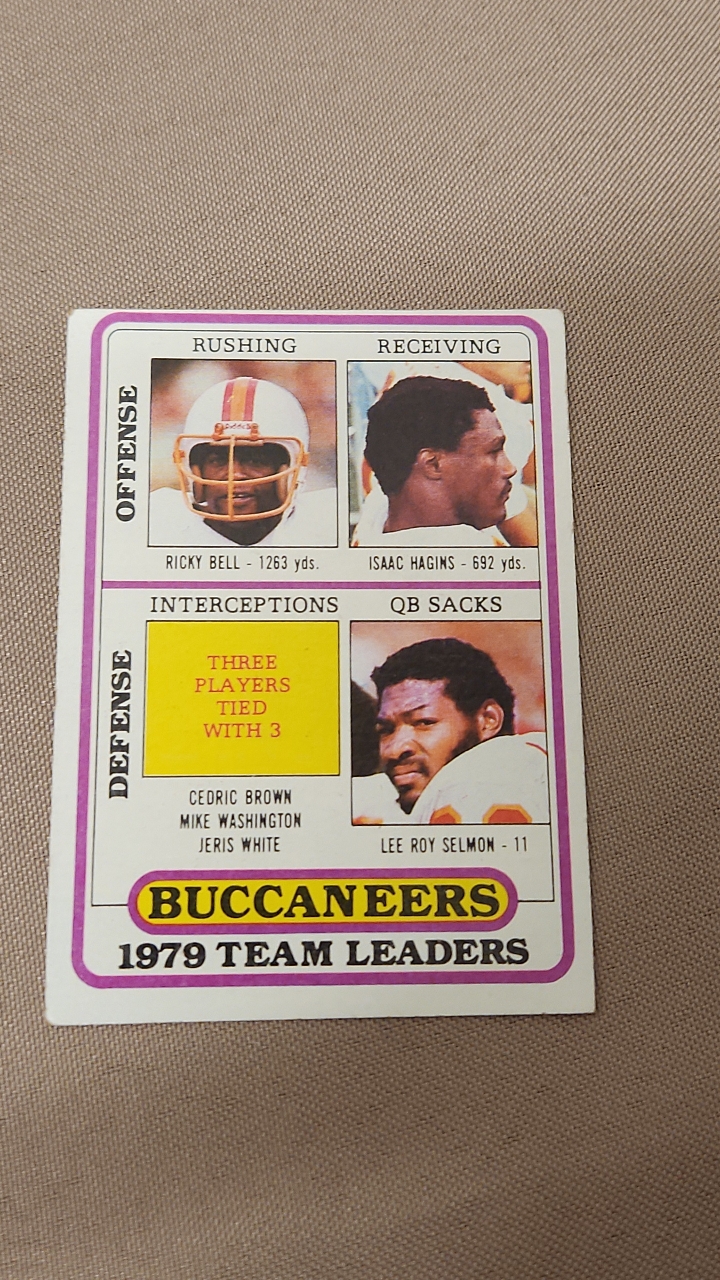 OFFENSE
RUSHING
RICKY BELL - 1263 yds.
RECEIVING
ISAAC HAGINS - 692 yds.
DEFENSE
INTERCEPTIONS
THREE
PLAYERS
TIED
WITH 3
CEDRIC BROWN
MIKE WASHINGTON
JERIS WHITE
QB SACKS
LEE ROY SELMON - 11
BUCCANEERS
1979 TEAM LEADERS